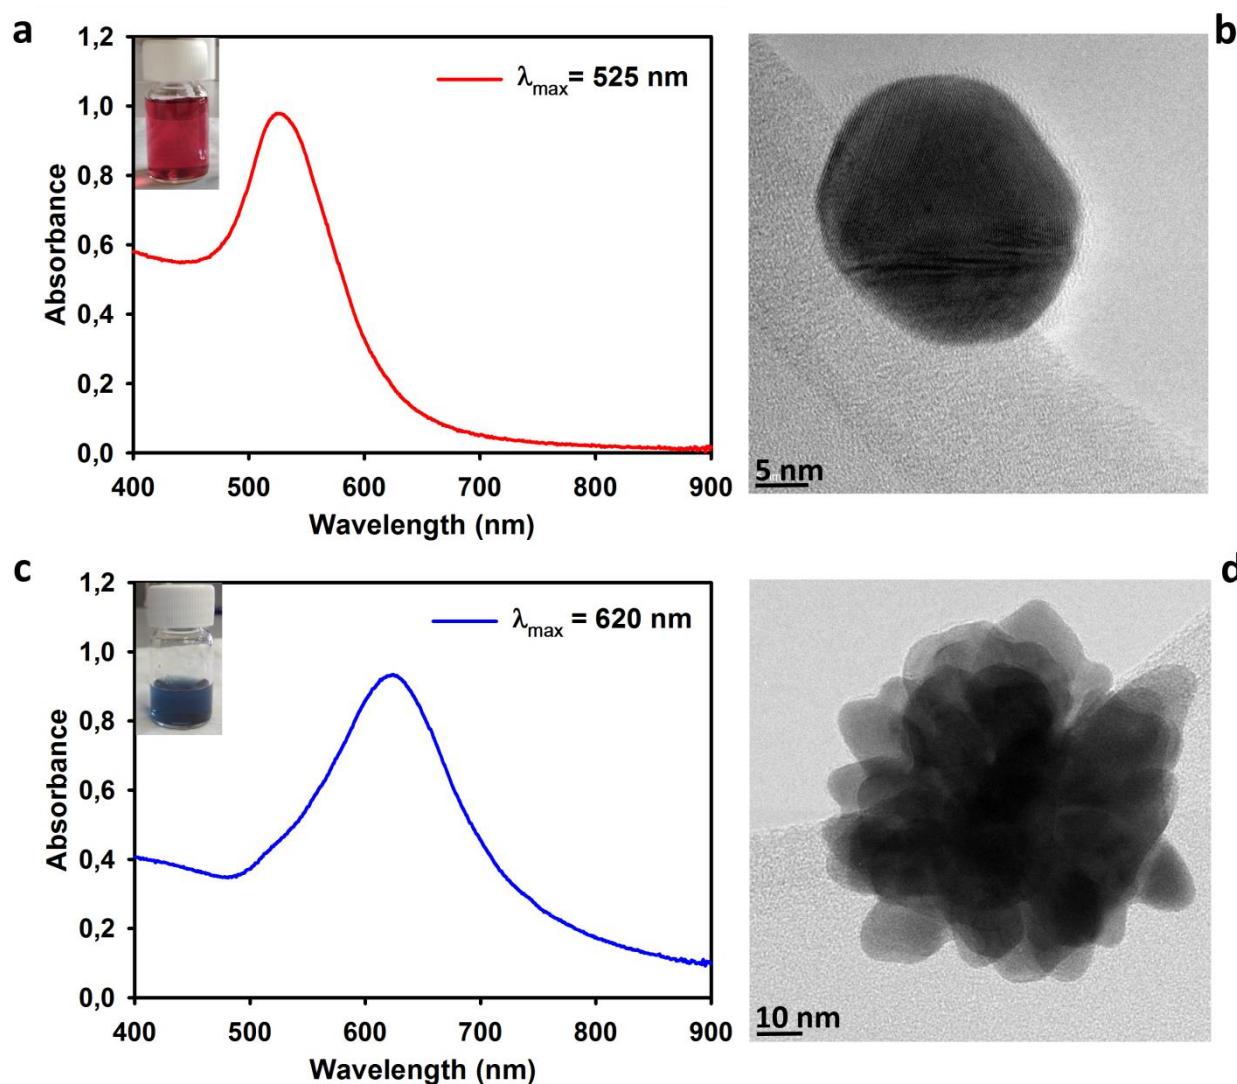 a
1,2
1.0
0,8
0,6
0,4
0,2
0,0
Absorbance
λmax= 525 nm
400 500 600 700 800 900
Wavelength (nm)
b
5 nm
c
1,2
1,0
0,8
0,6
0,4
0,2
0,0
Absorbance
λmax = 620 nm
400 500 600 700 800 900
Wavelength (nm)
d
10 nm